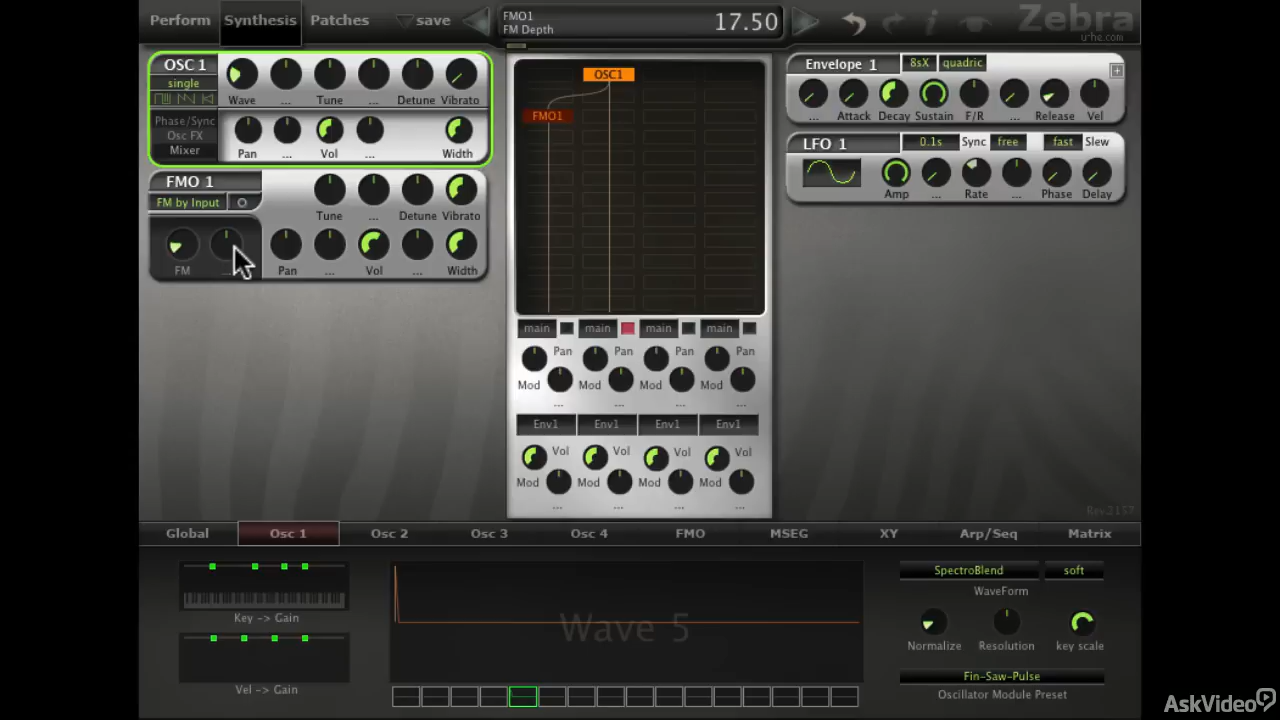 Perform Synthesis Patches save
FMO1
FM Depth
17.50
Zebra
u-he.com
OSC 1
single
Wave ... Tune ... Detune Vibrato
Phase/Sync
Osc FX
Mixer
Pan ... Vol ... Width
FMO 1
FM by Input
Tune ... Detune Vibrato
FM ... Pan ... Vol ... Width
OSC1
FMO1
main main main main
Pan Pan Pan Pan
Mod Mod Mod Mod
... ... ... ...
Env1 Env1 Env1 Env1
Vol Vol Vol Vol
Mod Mod Mod Mod
... ... ... ...
Envelope 1 8sX quadric
... Attack Decay Sustain F/R ... Release Vel
LFO 1 0.1s Sync free fast Slew
Amp ... Rate ... Phase Delay
Rev.2137
Global Osc 1 Osc 2 Osc 3 Osc 4 FMO MSEG XY Arp/Seq Matrix
Key -> Gain
Vel -> Gain
Wave 5
SpectroBlend soft
WaveForm
Normalize Resolution key scale
Fin-Saw-Pulse
Oscillator Module Preset
AskVideo